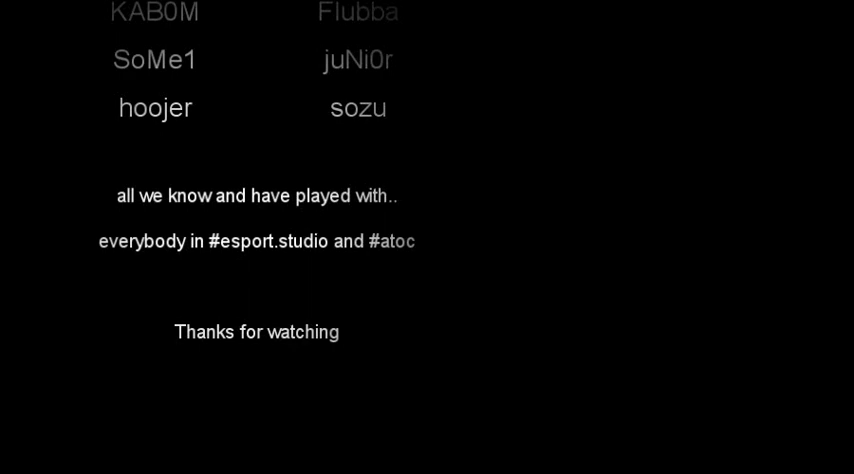 KAB0M Flubba
SoMe1 juNi0r
hoojer sozu
all we know and have played with..
everybody in #esport.studio and #atoc
Thanks for watching